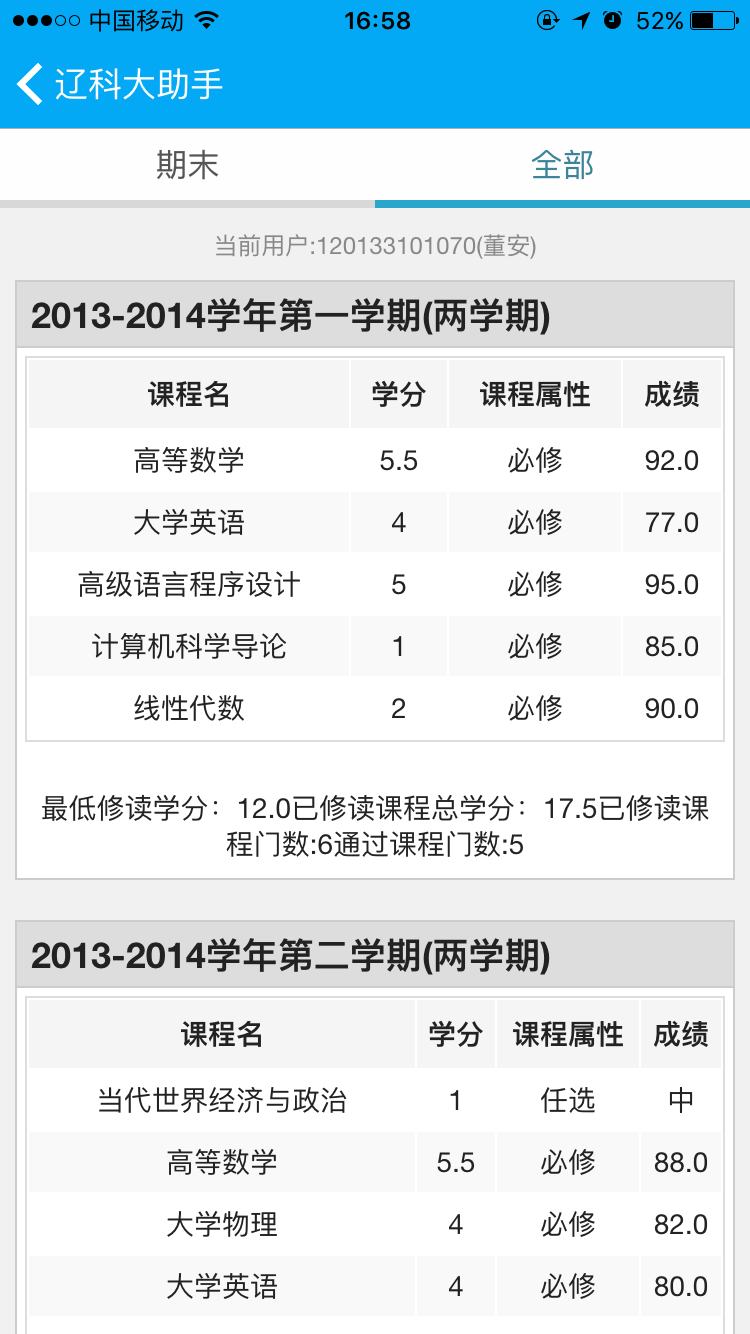 中国移动 16:58 52%
辽科大助手
期末 全部
当前用户:120133101070(董安)
2013-2014学年第一学期(两学期)
课程名 学分 课程属性 成绩
高等数学 5.5 必修 92.0
大学英语 4 必修 77.0
高级语言程序设计 5 必修 95.0
计算机科学导论 1 必修 85.0
线性代数 2 必修 90.0
最低修读学分：12.0已修读课程总学分：17.5已修读课
程门数:6通过课程门数:5
2013-2014学年第二学期(两学期)
课程名 学分 课程属性 成绩
当代世界经济与政治 1 任选 中
高等数学 5.5 必修 88.0
大学物理 4 必修 82.0
大学英语 4 必修 80.0